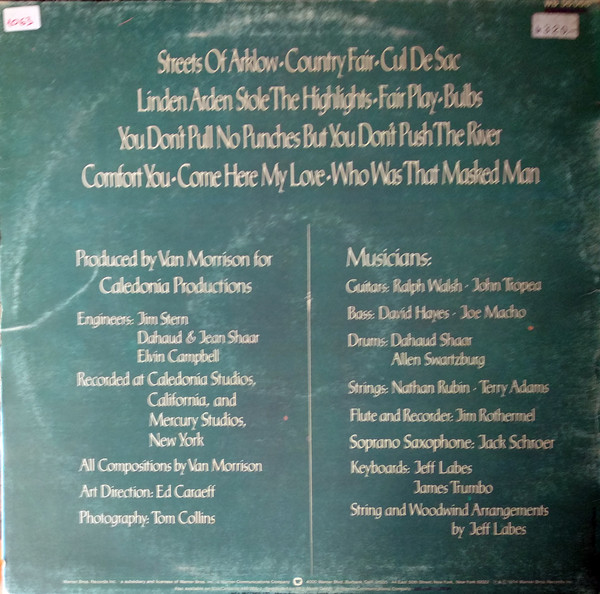 1063
Streets Of Arklow · Country Fair · Cul De Sac
Linden Arden Stole The Highlights · Fair Play · Bulbs
You Don't Pull No Punches But You Don't Push The River
Comfort You · Come Here My Love · Who Was That Masked Man
Produced by Van Morrison for
Caledonia Productions
Engineers: Jim Stern
Dahaud & Jean Shaar
Elvin Campbell
Recorded at Caledonia Studios,
California, and
Mercury Studios,
New York
All Compositions by Van Morrison
Art Direction: Ed Caraeff
Photography: Tom Collins
Musicians:
Guitars: Ralph Walsh · John Tropea
Bass: David Hayes · Joe Macho
Drums: Dahaud Shaar
Allen Swartzburg
Strings: Nathan Rubin · Terry Adams
Flute and Recorder: Jim Rothermel
Soprano Saxophone: Jack Schroer
Keyboards: Jeff Labes
James Trumbo
String and Woodwind Arrangements
by Jeff Labes